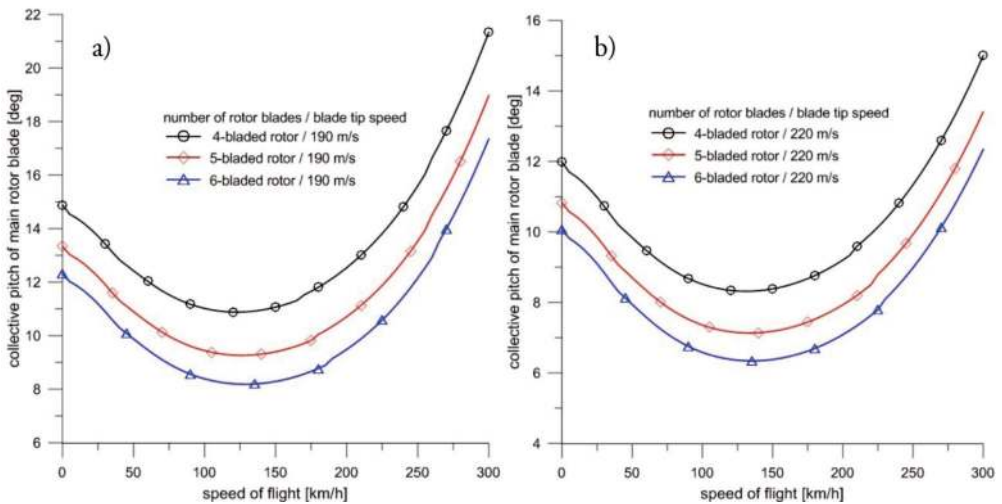 a)
number of rotor blades / blade tip speed
4-bladed rotor / 190 m/s
5-bladed rotor / 190 m/s
6-bladed rotor / 190 m/s
collective pitch of main rotor blade [deg]
22
20
18
16
14
12
10
8
6
0
50
100
150
200
250
300
speed of flight [km/h]
b)
number of rotor blades / blade tip speed
4-bladed rotor / 220 m/s
5-bladed rotor / 220 m/s
6-bladed rotor / 220 m/s
collective pitch of main rotor blade [deg]
16
14
12
10
8
6
4
0
50
100
150
200
250
300
speed of flight [km/h]